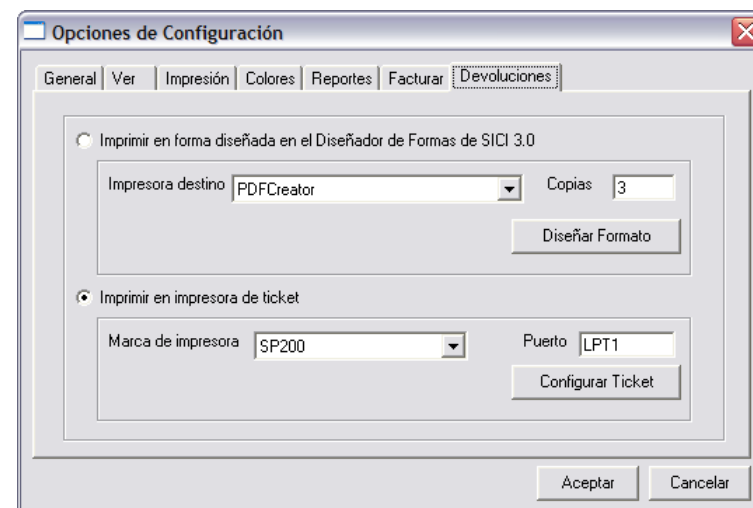 Opciones de Configuración
General Ver Impresión Colores Reportes Facturar Devoluciones
Imprimir en forma diseñada en el Diseñador de Formas de SICI 3.0
Impresora destino PDFCreator Copias 3
Diseñar Formato
Imprimir en impresora de ticket
Marca de impresora SP200 Puerto LPT1
Configurar Ticket
Aceptar Cancelar